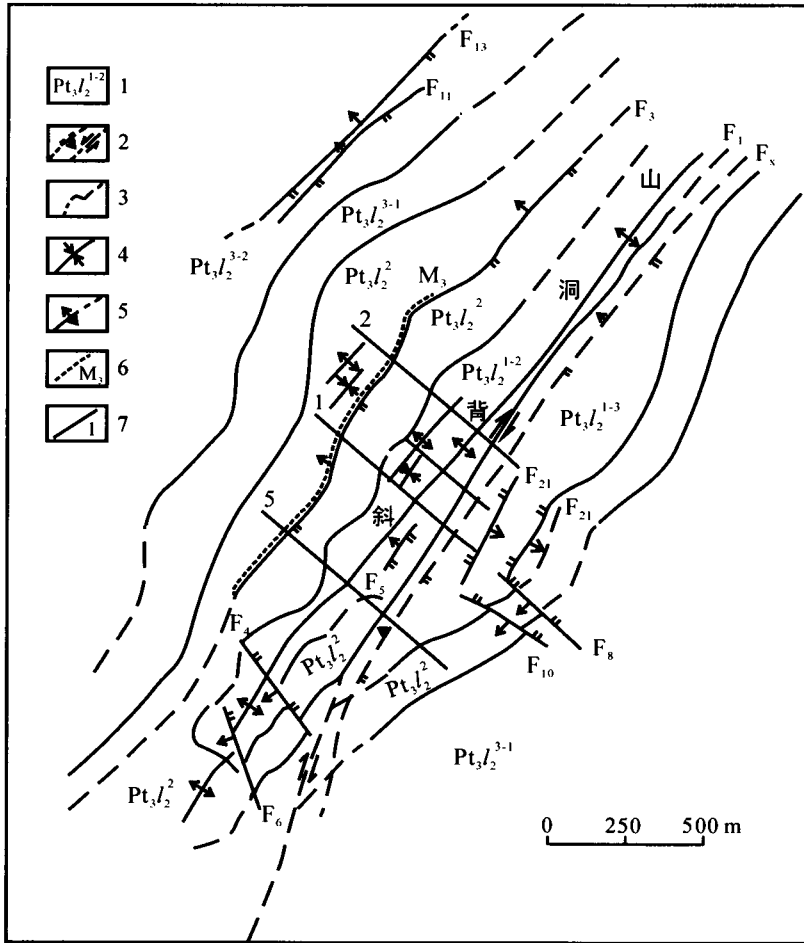 Pt₃l₂¹⁻² 1
2
3
4
5
M₃ 6
1 7
F₁₃
F₁₁
F₃
F₁
Fₓ
山
洞
背
斜
Pt₃l₂³⁻¹
Pt₃l₂³⁻²
Pt₃l₂²
M₃
Pt₃l₂²
2
Pt₃l₂¹⁻²
Pt₃l₂¹⁻³
1
F₂₁
F₂₁
5
F₅
F₄
Pt₃l₂²
Pt₃l₂²
F₈
F₁₀
Pt₃l₂³⁻¹
Pt₃l₂²
F₆
0 250 500 m